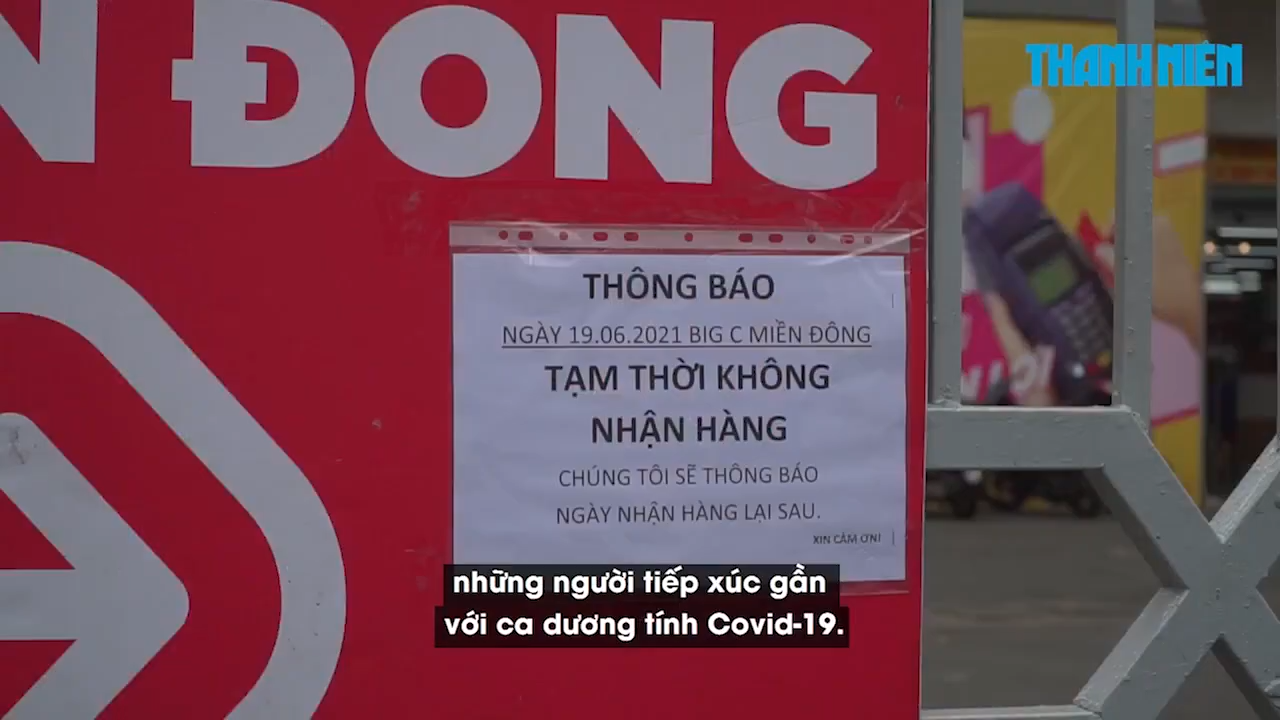 N ĐONG
THANH NIÊN
THÔNG BÁO
NGÀY 19.06.2021 BIG C MIỀN ĐÔNG
TẠM THỜI KHÔNG
NHẬN HÀNG
CHÚNG TÔI SẼ THÔNG BÁO
NGÀY NHẬN HÀNG LẠI SAU.
XIN CẢM ƠN!
những người tiếp xúc gần
với ca dương tính Covid-19.